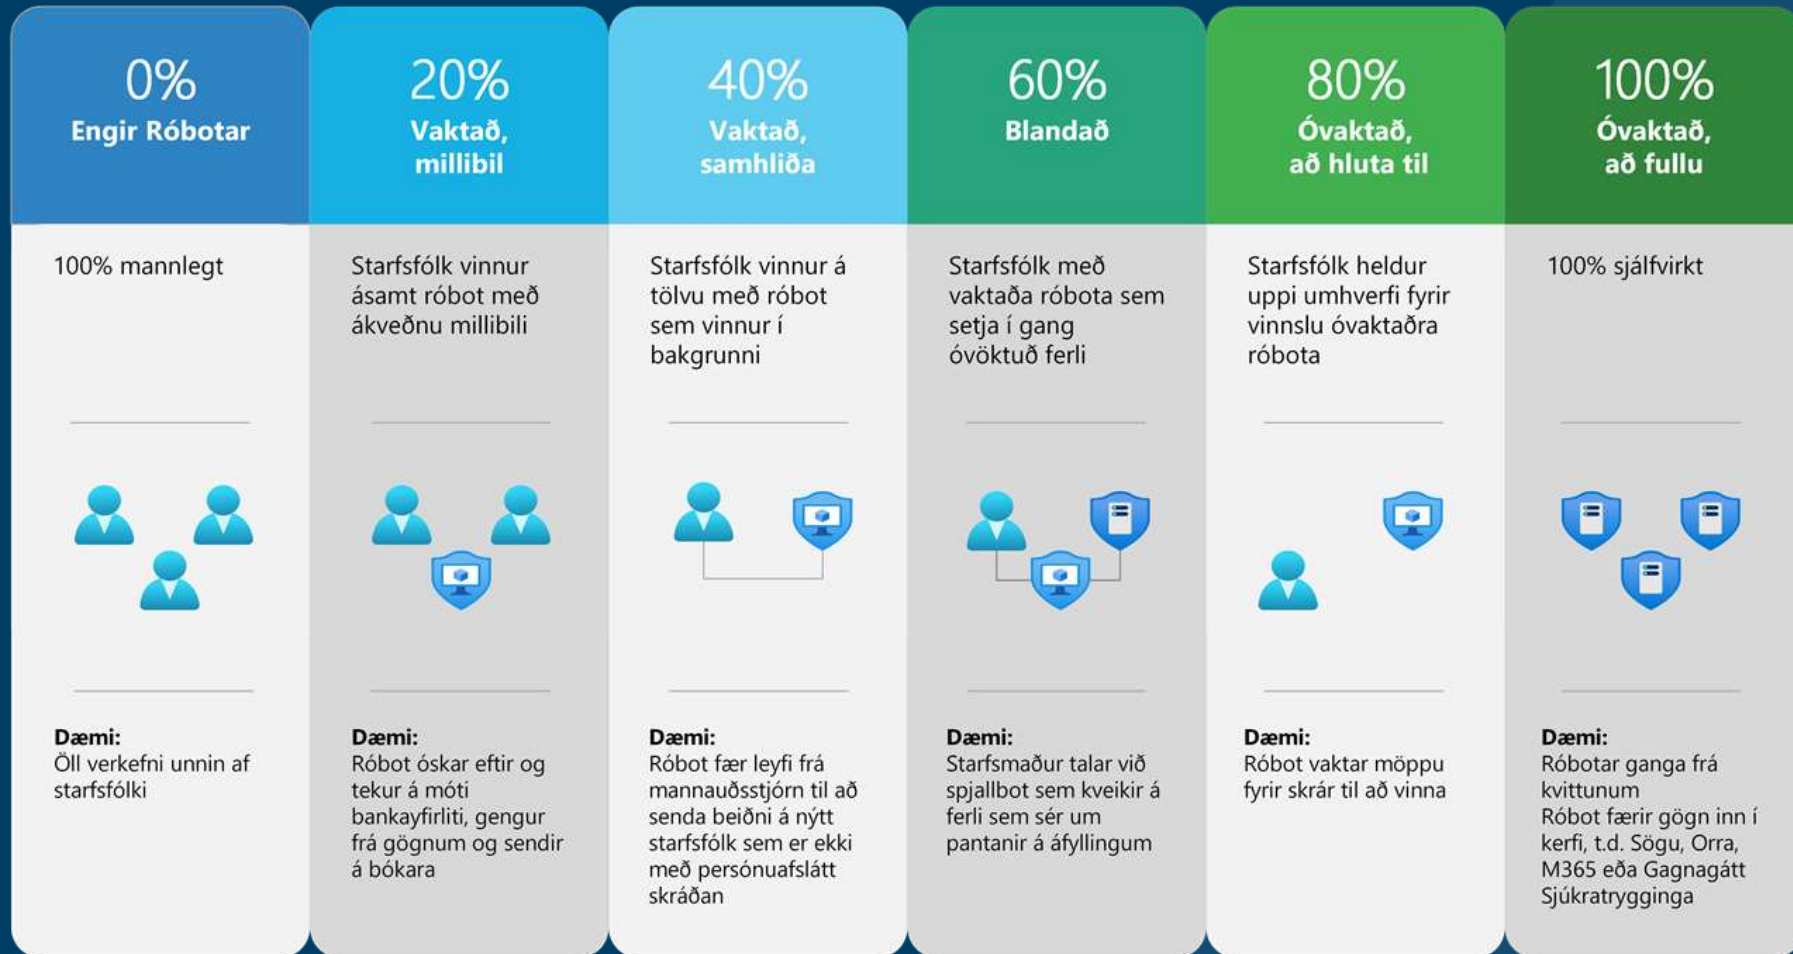 0%
Engir Róbotar
100% mannlegt
Dæmi:
Öll verkefni unnin af
starfsfólki
20%
Vaktað,
millibil
Starfsfólk vinnur
ásamt róbot með
ákveðnu millibili
Dæmi:
Róbot óskar eftir og
tekur á móti
bankayfirliti, gengur
frá gögnum og sendir
á bókara
40%
Vaktað,
samhliða
Starfsfólk vinnur á
tölvu með róbot
sem vinnur í
bakgrunni
Dæmi:
Róbot fær leyfi frá
mannauðsstjórn til að
senda beiðni á nýtt
starfsfólk sem er ekki
með persónuafslátt
skráðan
60%
Blandað
Starfsfólk með
vaktaða róbota sem
setja í gang
óvöktuð ferli
Dæmi:
Starfsmaður talar við
spjallbot sem kveikir á
ferli sem sér um
pantanir á áfyllingum
80%
Óvaktað,
að hluta til
Starfsfólk heldur
uppi umhverfi fyrir
vinnslu óvaktaðra
róbota
Dæmi:
Róbot vaktar möppu
fyrir skrár til að vinna
100%
Óvaktað,
að fullu
100% sjálfvirkt
Dæmi:
Róbotar ganga frá
kvittunum
Róbot færir gögn inn í
kerfi, t.d. Sögu, Orra,
M365 eða Gagnagátt
Sjúkratrygginga